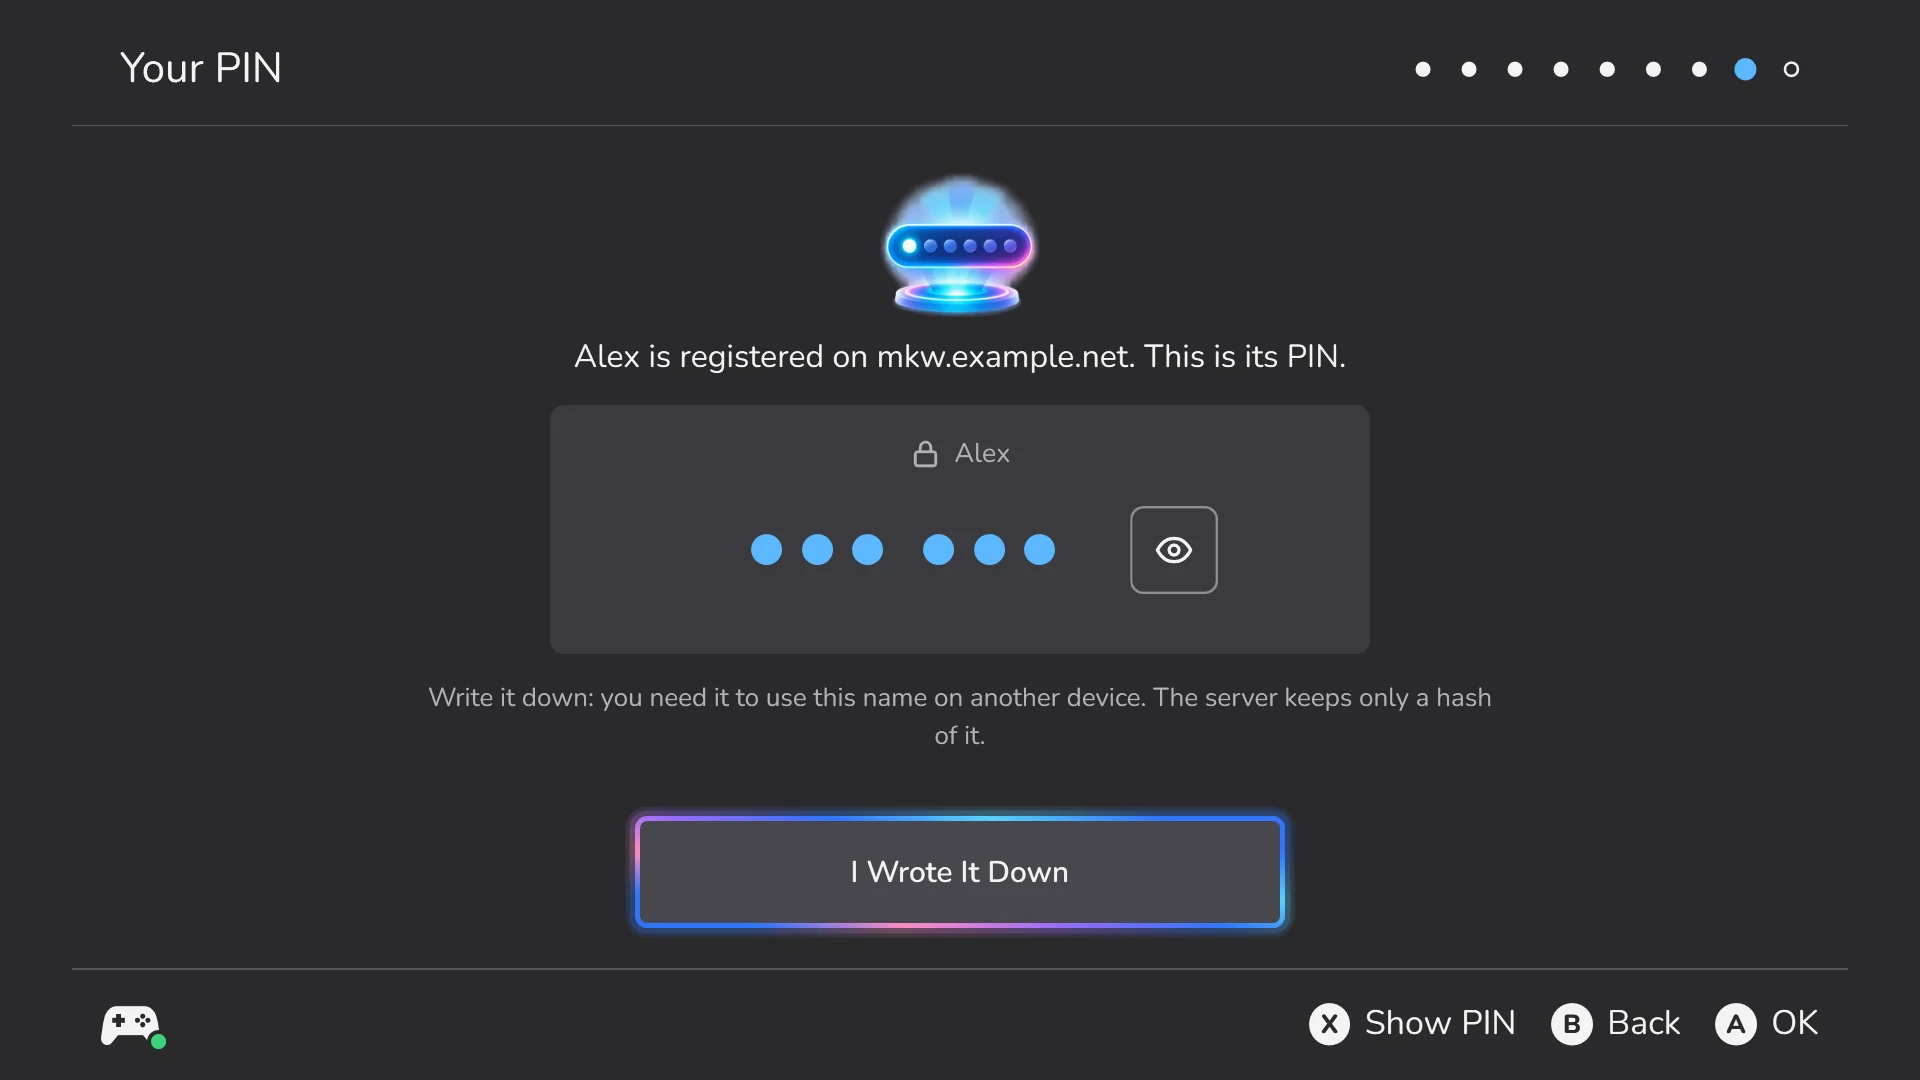 Your PIN
Alex is registered on mkw.example.net. This is its PIN.
Alex
Write it down: you need it to use this name on another device. The server keeps only a hash
of it.
I Wrote It Down
X Show PIN B Back A OK